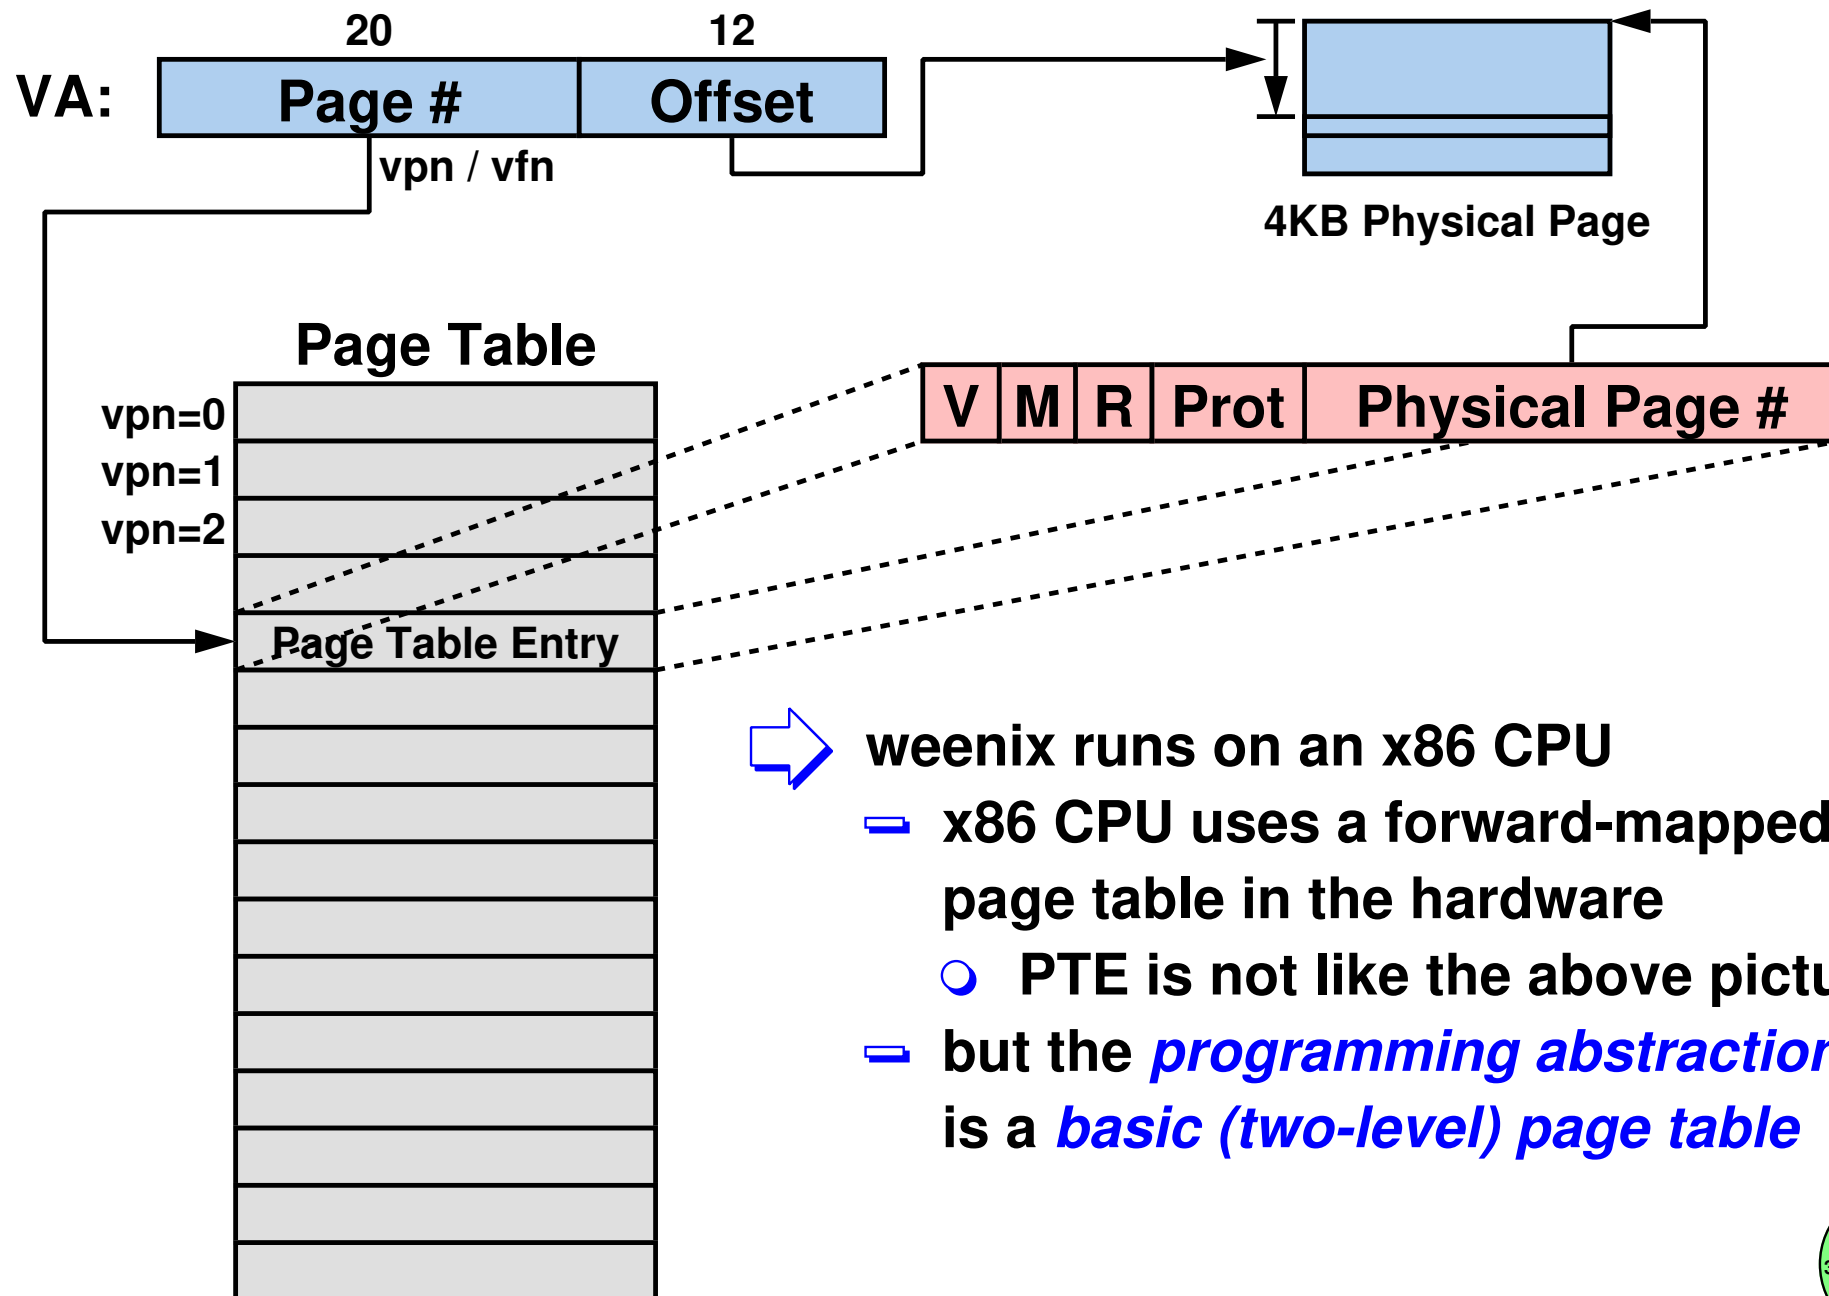 20 12
VA: Page # Offset
vpn / vfn
4KB Physical Page
Page Table
V M R Prot Physical Page #
vpn=0
vpn=1
vpn=2
Page Table Entry
weenix runs on an x86 CPU
x86 CPU uses a forward-mapped
page table in the hardware
PTE is not like the above
but the programming abstraction
is a basic (two-level) page table